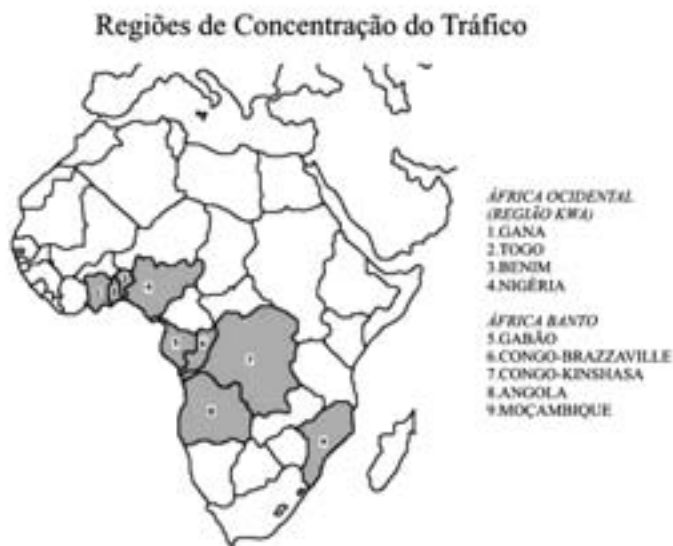 Regiões de Concentração do Tráfico
ÁFRICA OCIDENTAL
(REGIÃO KWA)
1.GANA
2.TOGO
3.BENIM
4.NIGÉRIA
ÁFRICA BANTO
5.GABÃO
6.CONGO-BRAZZAVILLE
7.CONGO-KINSHASA
8.ANGOLA
9.MOÇAMBIQUE